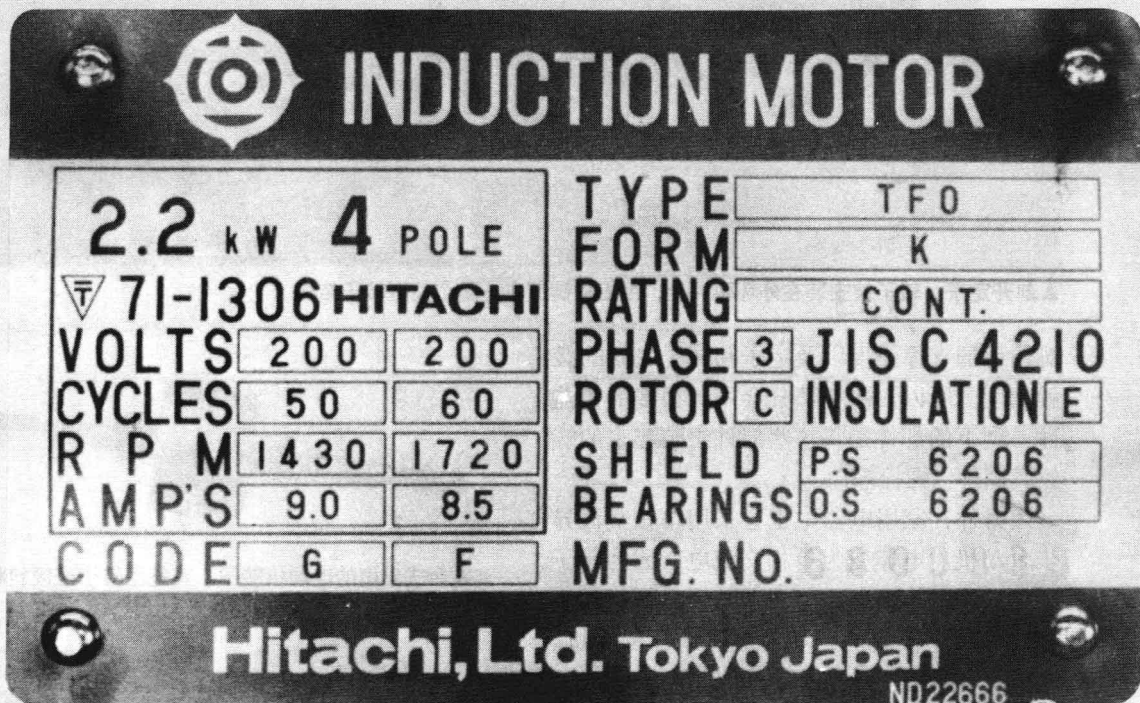 INDUCTION MOTOR
2.2 kW 4 POLE
〒 71-1306 HITACHI
VOLTS 200 200
CYCLES 50 60
RPM 1430 1720
AMP'S 9.0 8.5
CODE G F
TYPE TFO
FORM K
RATING CONT.
PHASE 3 JIS C 4210
ROTOR C INSULATION E
SHIELD P.S 6206
BEARINGS O.S 6206
MFG. No.
Hitachi, Ltd. Tokyo Japan
ND22666